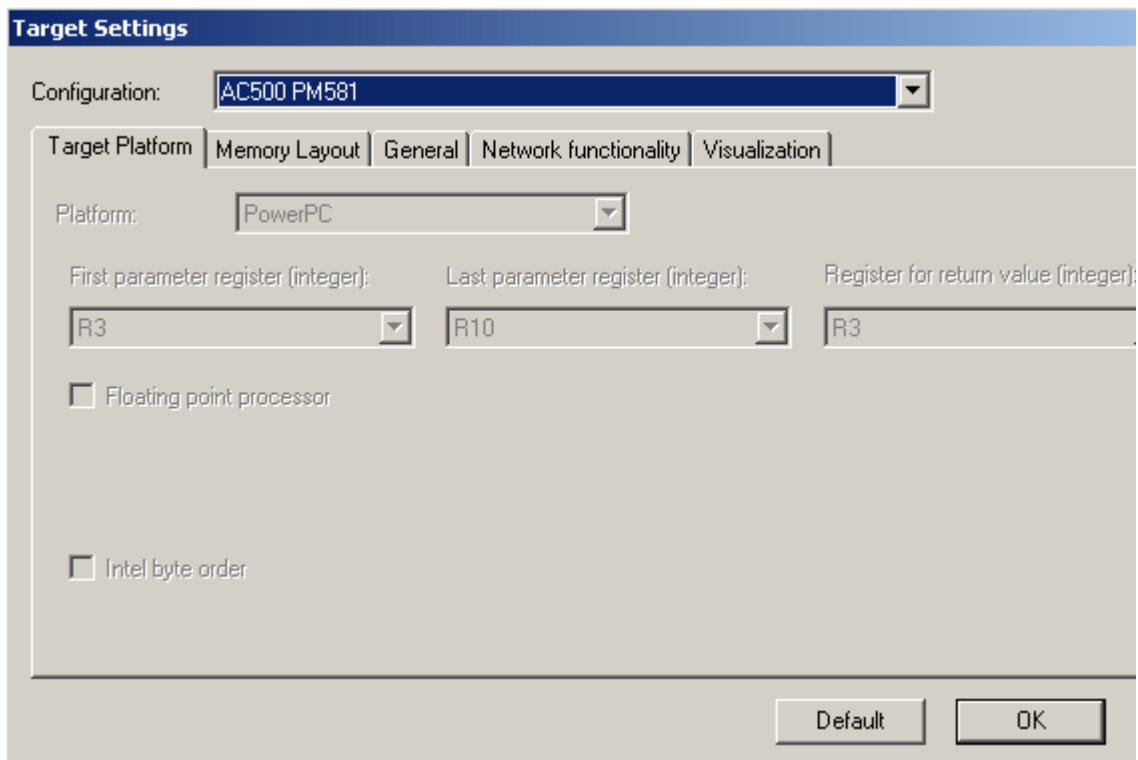 Target Settings
Configuration: AC500 PM581
Target Platform Memory Layout General Network functionality Visualization
Platform: PowerPC
First parameter register (integer): Last parameter register (integer): Register for return value (integer):
R3 R10 R3
Floating point processor
Intel byte order
Default OK